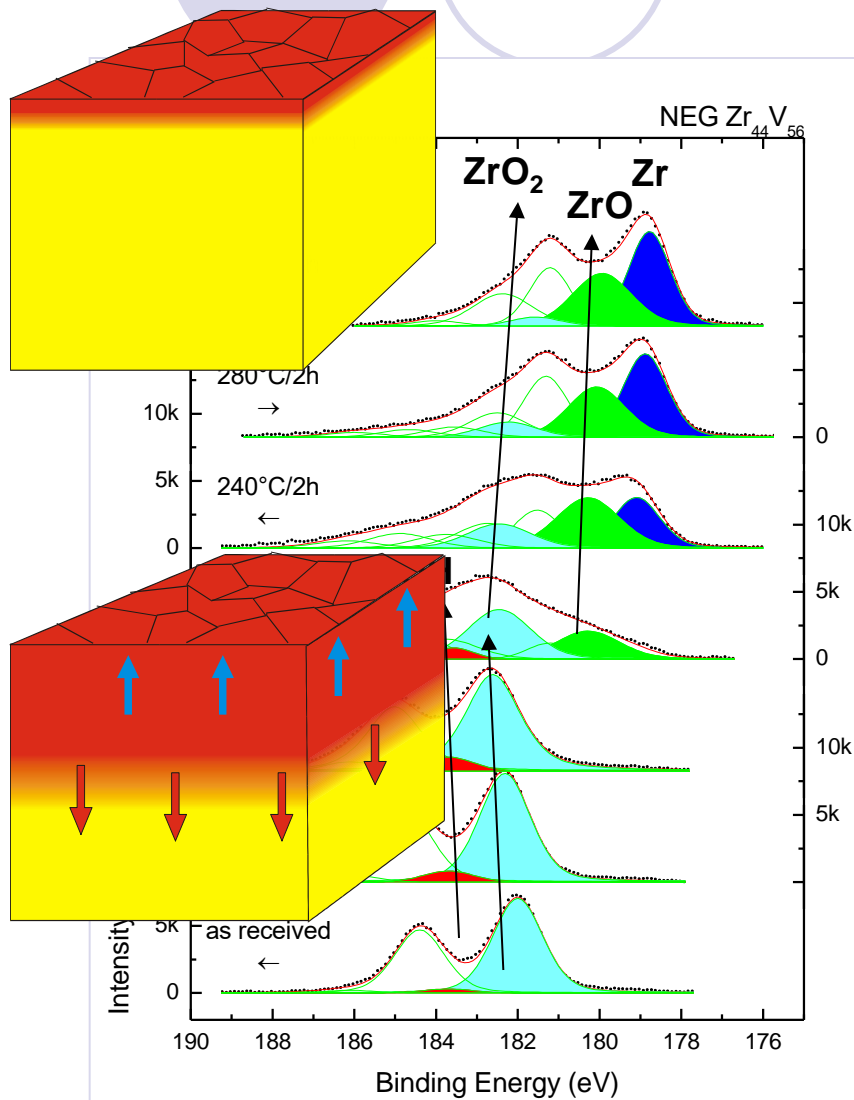 NEG Zr44V56
ZrO2
ZrO
Zr
280°C/2h
→
10k
0
5k
240°C/2h
←
0
10k
5k
0
10k
5k
5k
as received
←
0
190 188 186 184 182 180 178 176
Intensity
Binding Energy (eV)